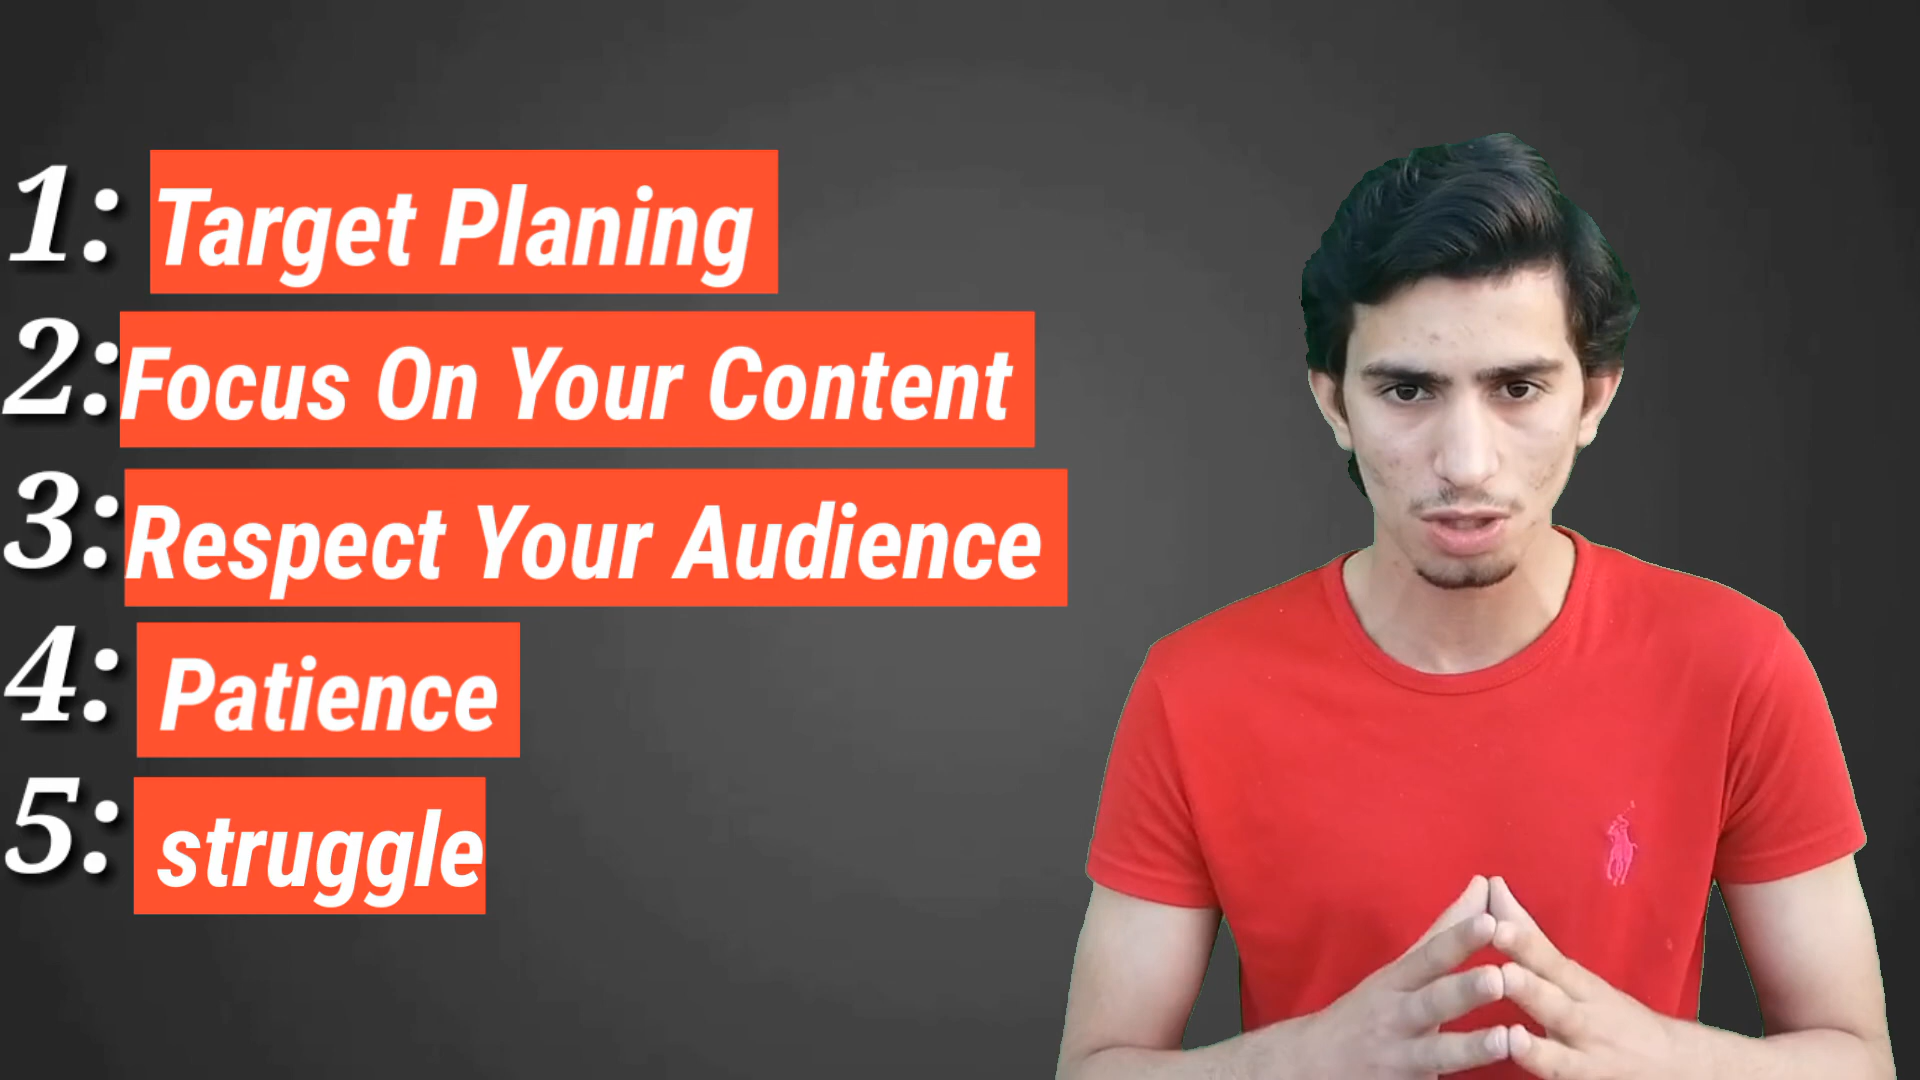 1: Target Planing
2: Focus On Your Content
3: Respect Your Audience
4: Patience
5: struggle